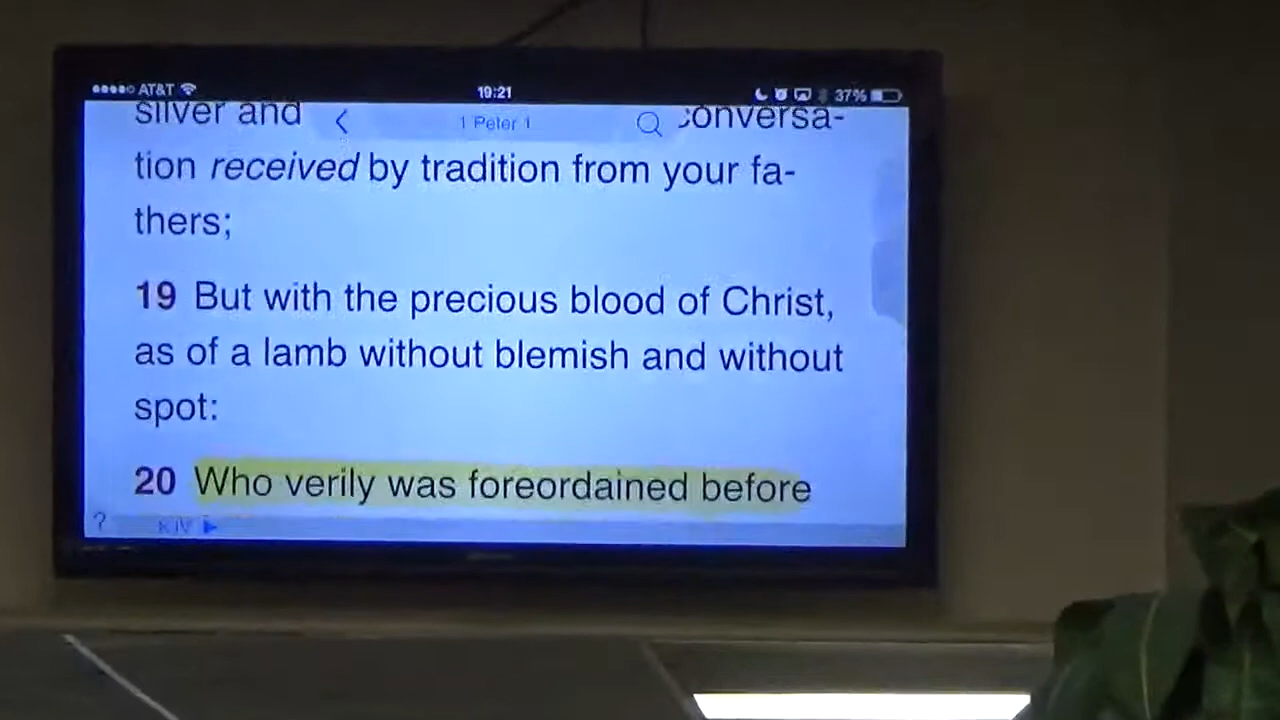 ●●●●○ AT&T 19:21 37%
silver and < 1 Peter 1 conversa-
tion received by tradition from your fa-
thers;
19 But with the precious blood of Christ,
as of a lamb without blemish and without
spot:
20 Who verily was foreordained before
? KJV ▶